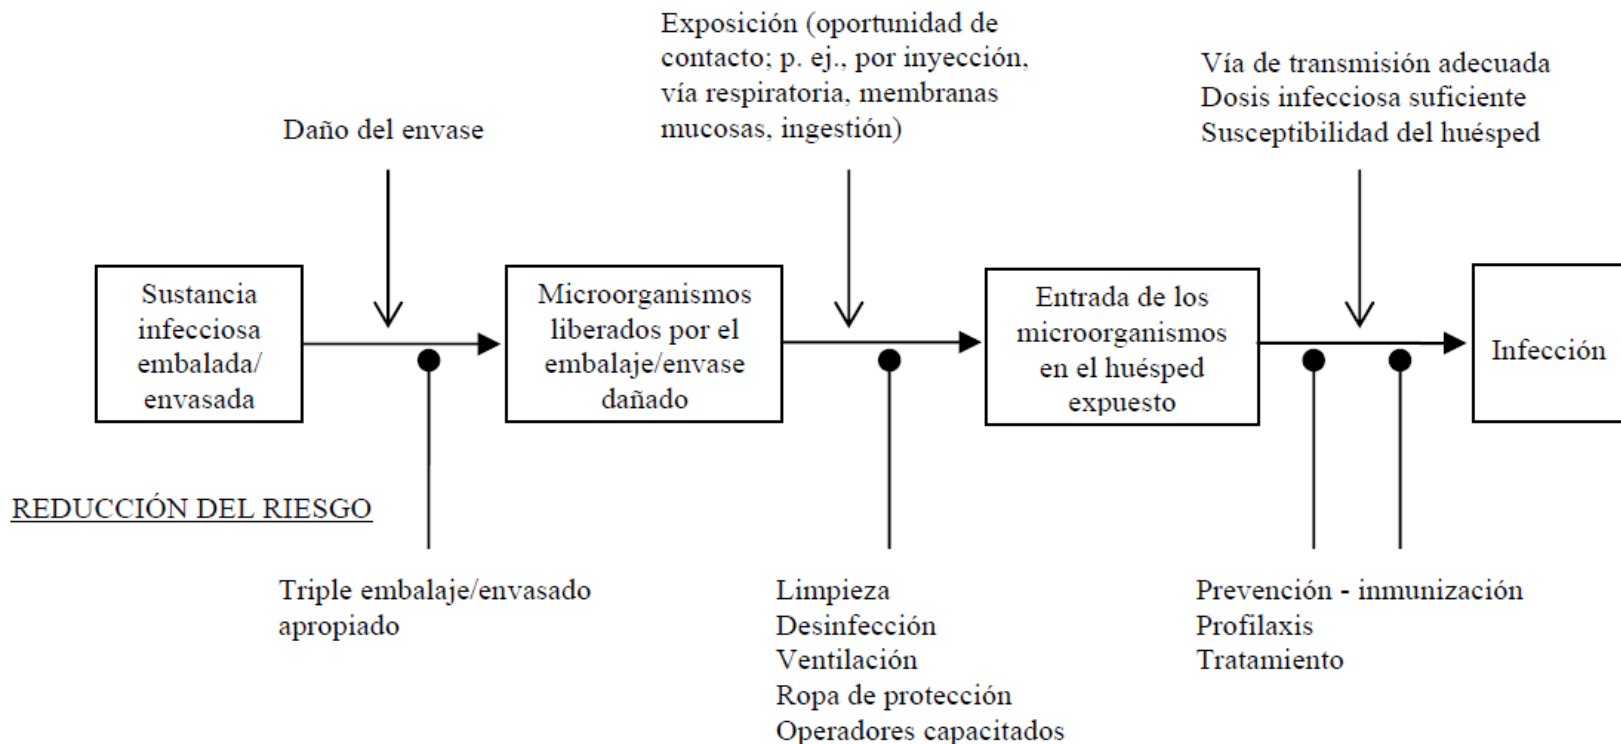 Exposición (oportunidad de
contacto; p. ej., por inyección,
vía respiratoria, membranas
mucosas, ingestión)
Vía de transmisión adecuada
Dosis infecciosa suficiente
Susceptibilidad del huésped
Daño del envase
Sustancia
infecciosa
embalada/
envasada
Microorganismos
liberados por el
embalaje/envase
dañado
Entrada de los
microorganismos
en el huésped
expuesto
Infección
REDUCCIÓN DEL RIESGO
Triple embalaje/envasado
apropiado
Limpieza
Desinfección
Ventilación
Ropa de protección
Operadores capacitados
Prevención - inmunización
Profilaxis
Tratamiento